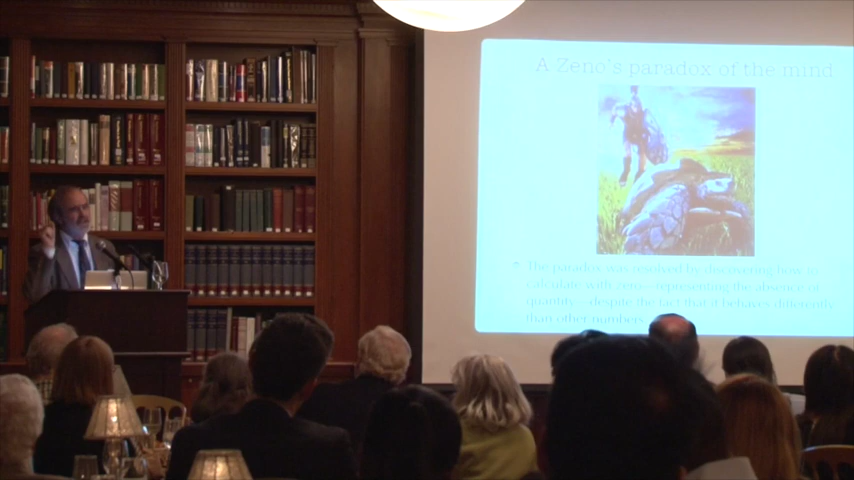 A Zeno's paradox of the mind
The paradox was resolved by discovering how to
calculate with zero—representing the absence of
quantity—despite the fact that it behaves differently
than other numbers